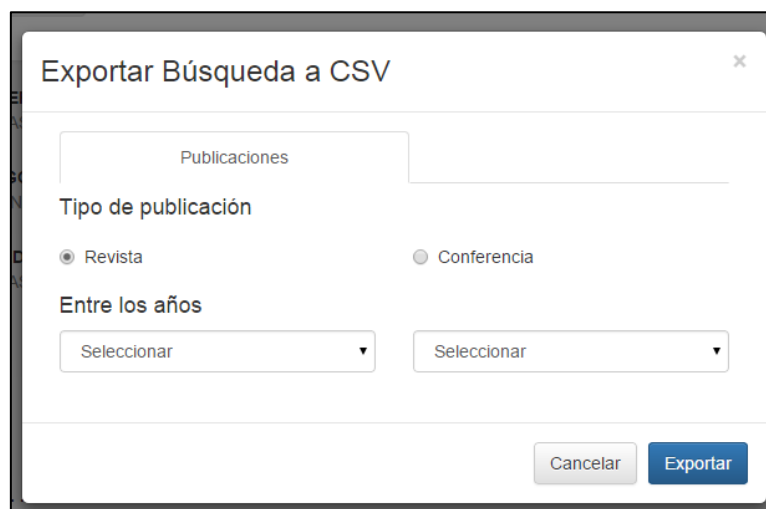 Exportar Búsqueda a CSV
×
Publicaciones
Tipo de publicación
Revista Conferencia
Entre los años
Seleccionar Seleccionar
Cancelar Exportar